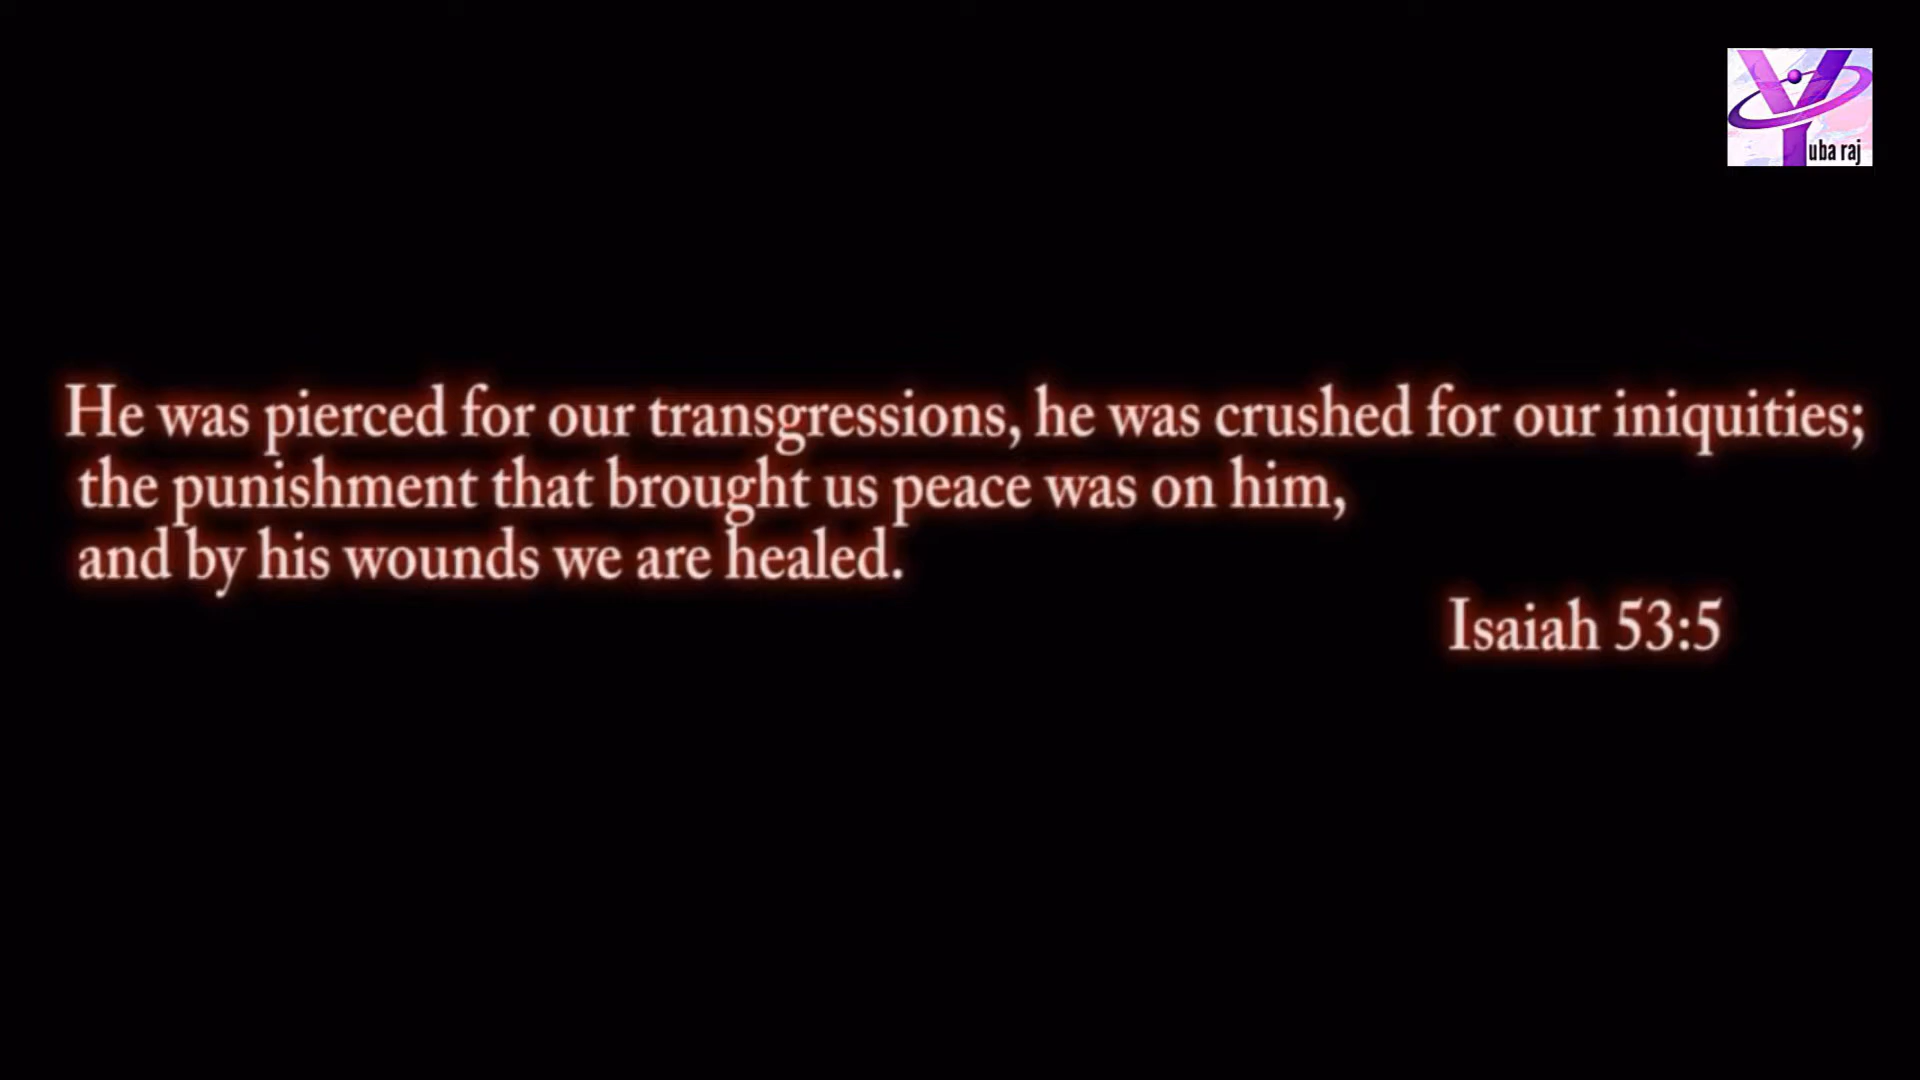 Yuba raj
He was pierced for our transgressions, he was crushed for our iniquities;
the punishment that brought us peace was on him,
and by his wounds we are healed.
Isaiah 53:5